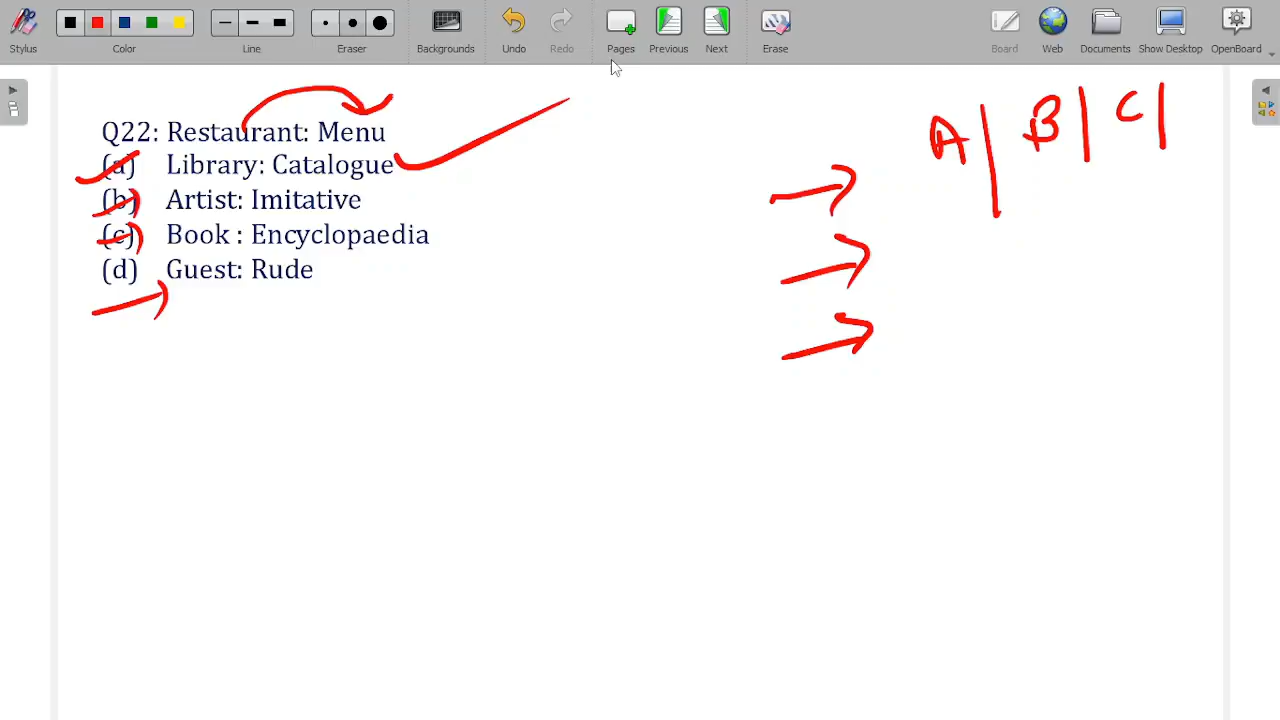 Stylus
Color
Line
Eraser
Backgrounds
Undo
Redo
Pages
Previous
Next
Erase
Board
Web
Documents
Show Desktop
OpenBoard
Q22: Restaurant: Menu
(a) Library: Catalogue
(b) Artist: Imitative
(c) Book : Encyclopaedia
(d) Guest: Rude
A | B | C |